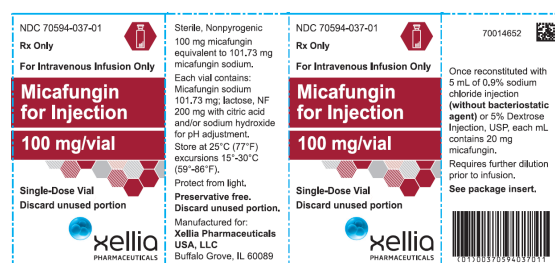 NDC 70594-037-01
Rx Only
For Intravenous Infusion Only
Micafungin
for Injection
100 mg/vial
Single-Dose Vial
Discard unused portion
xellia
PHARMACEUTICALS
Sterile, Nonpyrogenic
100 mg micafungin
equivalent to 101.73 mg
micafungin sodium.
Each vial contains:
Micafungin sodium
101.73 mg; lactose, NF
200 mg with citric acid
and/or sodium hydroxide
for pH adjustment.
Store at 25°C (77°F)
excursions 15°-30°C
(59°-86°F).
Protect from light.
Preservative free.
Discard unused portion.
Manufactured for:
Xellia Pharmaceuticals
USA, LLC
Buffalo Grove, IL 60089
NDC 70594-037-01
Rx Only
For Intravenous Infusion Only
Micafungin
for Injection
100 mg/vial
Single-Dose Vial
Discard unused portion
xellia
PHARMACEUTICALS
70014652
Once reconstituted with
5 mL of 0.9% sodium
chloride injection
(without bacteriostatic
agent) or 5% Dextrose
Injection, USP, each mL
contains 20 mg
micafungin.
Requires further dilution
prior to infusion.
See package insert.
(01)00370594037011